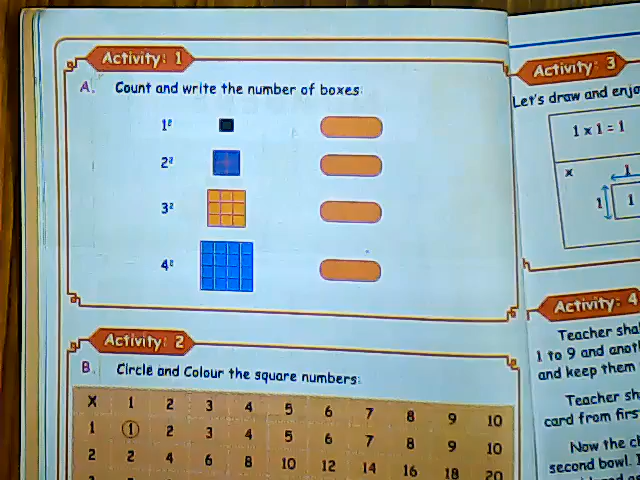 Activity: 1
A. Count and write the number of boxes:
1²
2²
3²
4²
Activity: 2
B. Circle and Colour the square numbers:
X 1 2 3 4 5 6 7 8 9 10
1 1 2 3 4 5 6 7 8 9 10
2 2 4 6 8 10 12 14 16 18 20
Activity: 3
Let's draw and enjo
1 x 1 = 1
x 1
1 1
Activity: 4
Teacher sha
1 to 9 and anot
and keep them
Teacher sh
card from firs
Now the c
second bowl. I